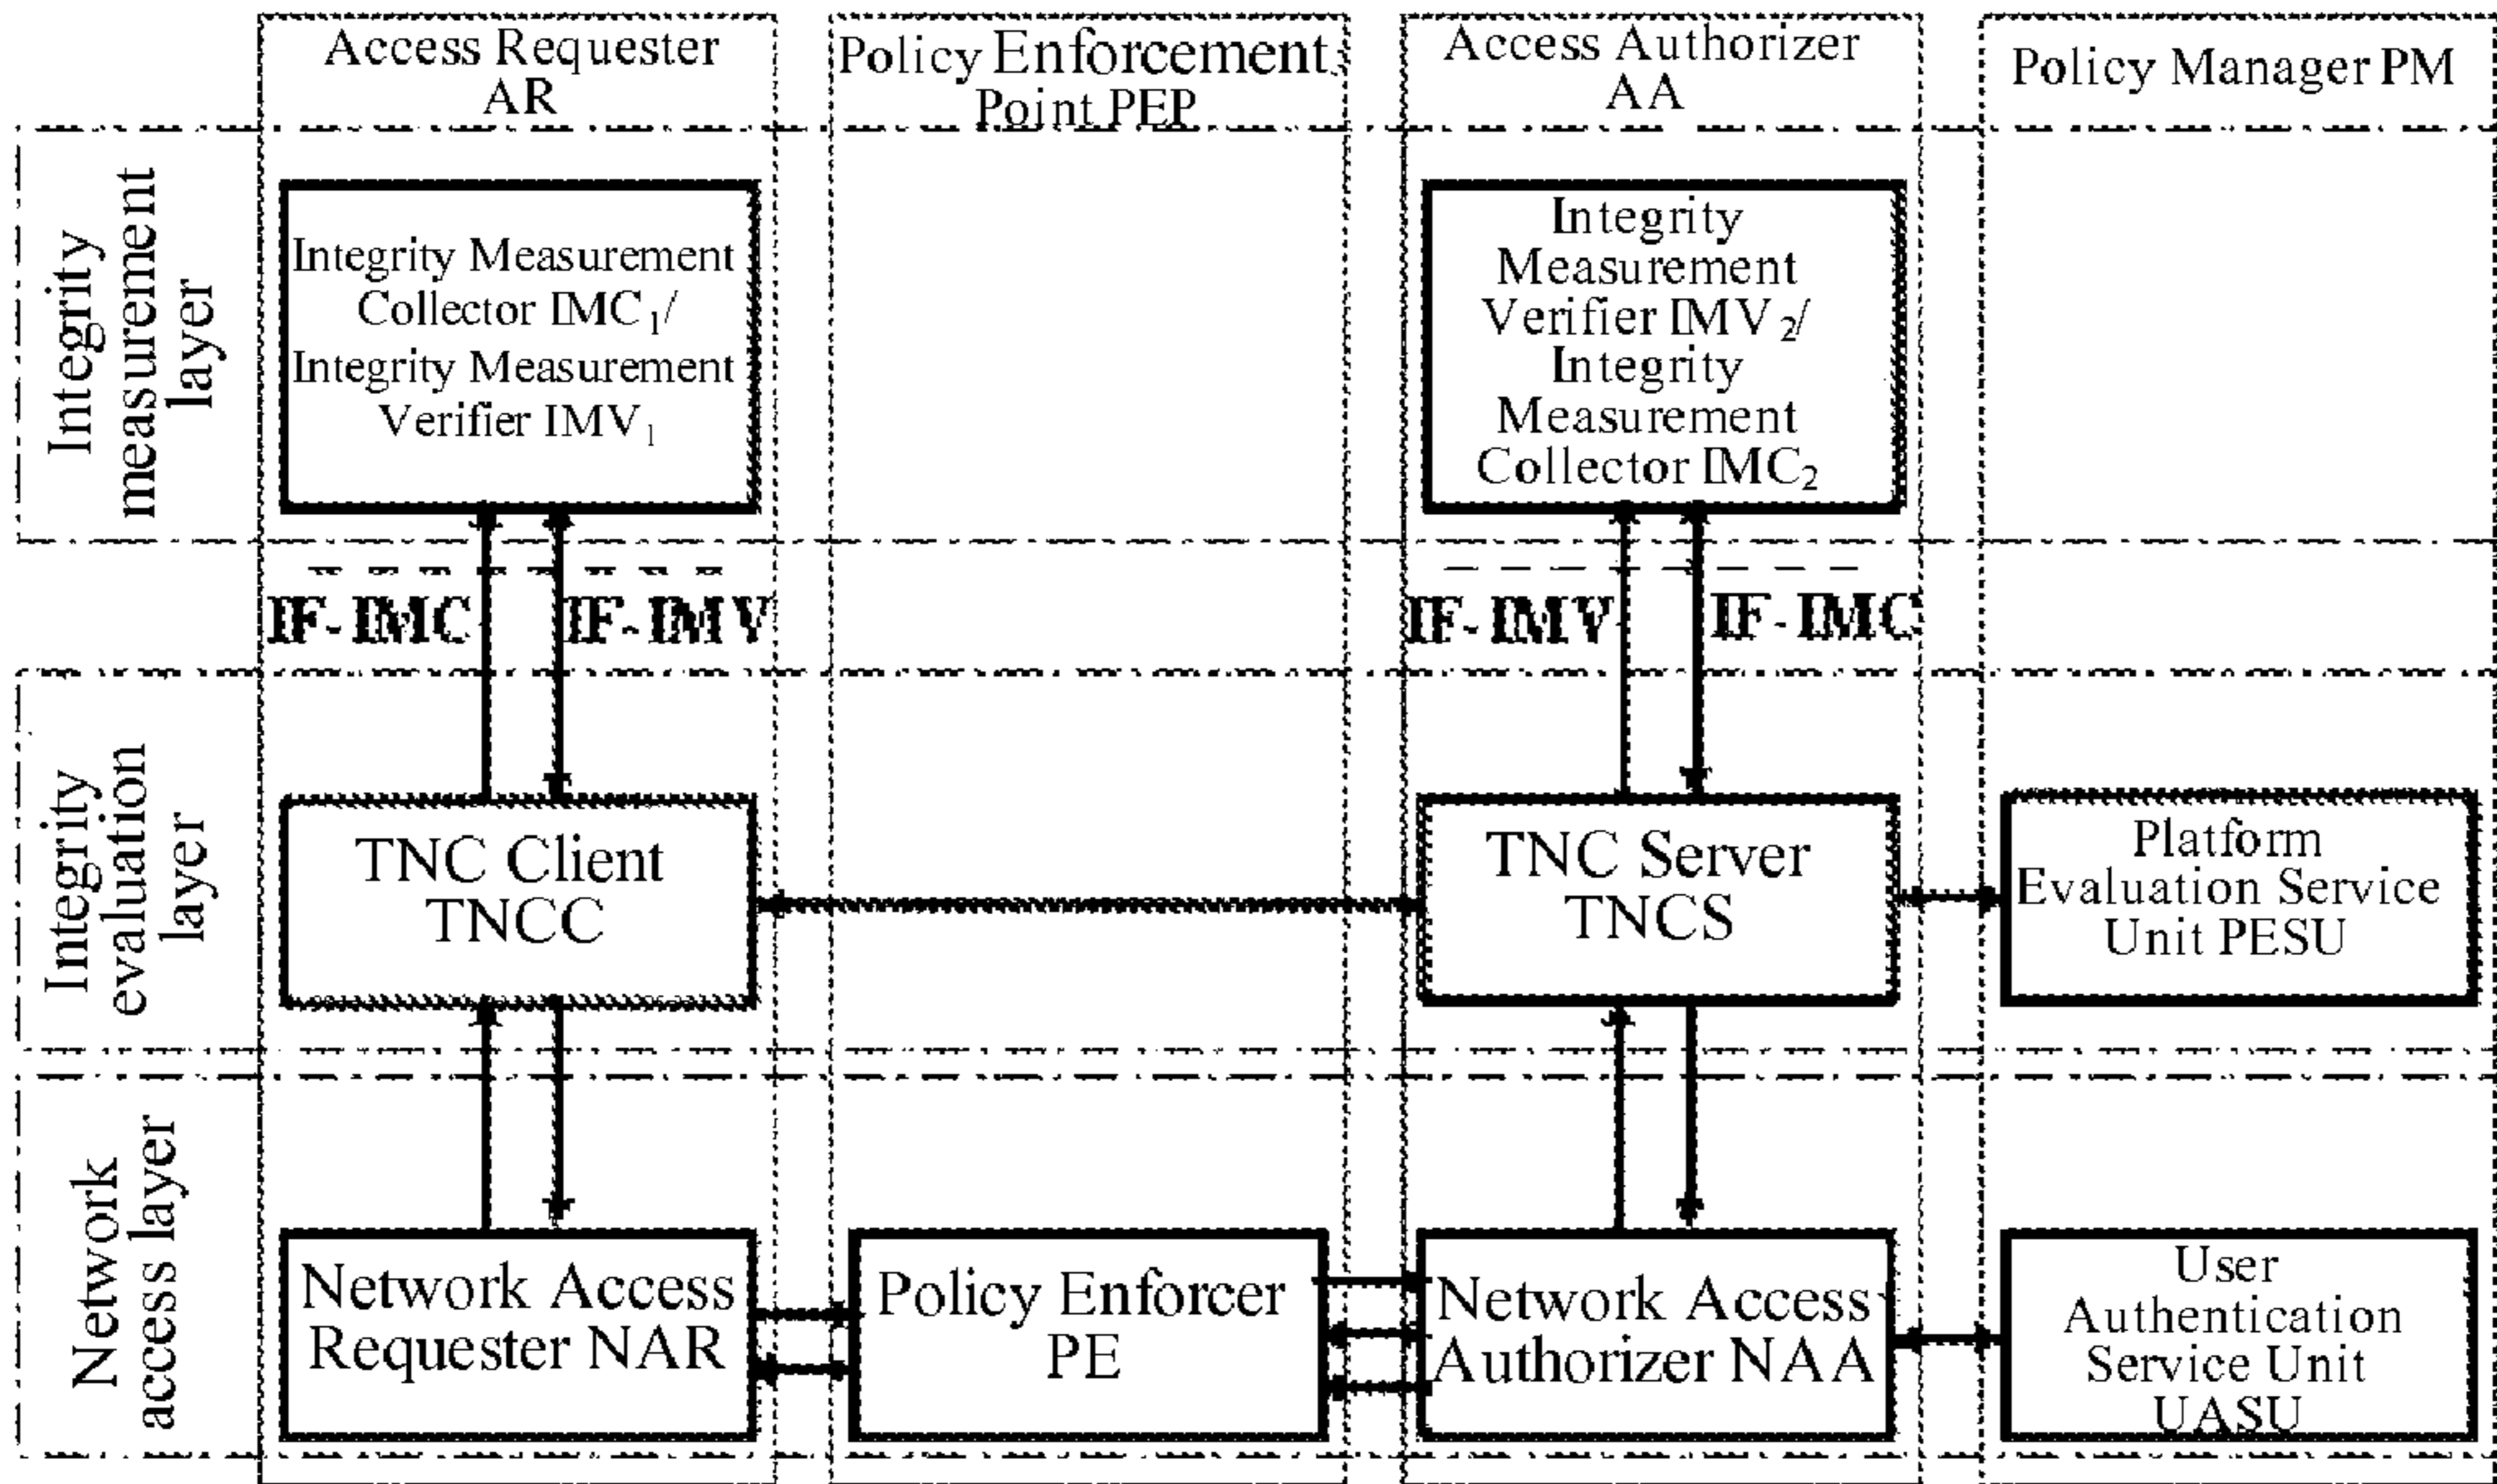 Access Requester
AR
Policy Enforcement
Point PEP
Access Authorizer
AA
Policy Manager PM
Integrity
measurement
layer
Integrity Measurement
Collector IMC₁/
Integrity Measurement
Verifier IMV₁
Integrity
Measurement
Verifier IMV₂/
Integrity
Measurement
Collector IMC₂
IF-IMC
IF-IMV
IF-IMV
IF-IMC
Integrity
evaluation
layer
TNC Client
TNCC
TNC Server
TNCS
Platform
Evaluation Service
Unit PESU
Network
access layer
Network Access
Requester NAR
Policy Enforcer
PE
Network Access
Authorizer NAA
User
Authentication
Service Unit
UASU